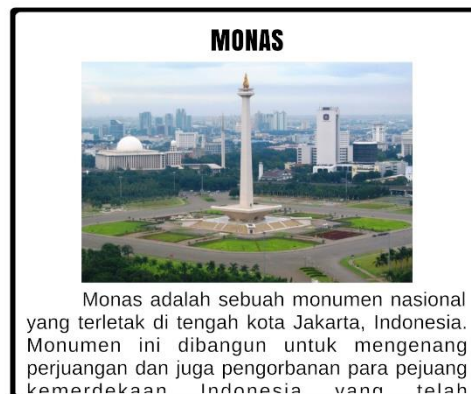 MONAS
Monas adalah sebuah monumen nasional
yang terletak di tengah kota Jakarta, Indonesia.
Monumen ini dibangun untuk mengenang
perjuangan dan juga pengorbanan para pejuang
kemerdekaan Indonesia yang telah